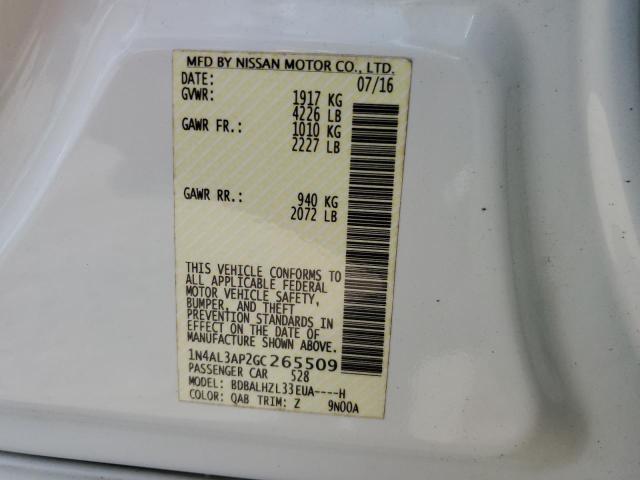 MFD BY NISSAN MOTOR CO., LTD.
DATE: 07/16
GVWR: 1917 KG
4226 LB
GAWR FR.: 1010 KG
2227 LB
GAWR RR.: 940 KG
2072 LB
THIS VEHICLE CONFORMS TO
ALL APPLICABLE FEDERAL
MOTOR VEHICLE SAFETY,
BUMPER, AND THEFT
PREVENTION STANDARDS IN
EFFECT ON THE DATE OF
MANUFACTURE SHOWN ABOVE.
1N4AL3AP2GC265509
PASSENGER CAR 528
MODEL: BDBALHZL33EUA----H
COLOR: QAB TRIM: Z 9N00A